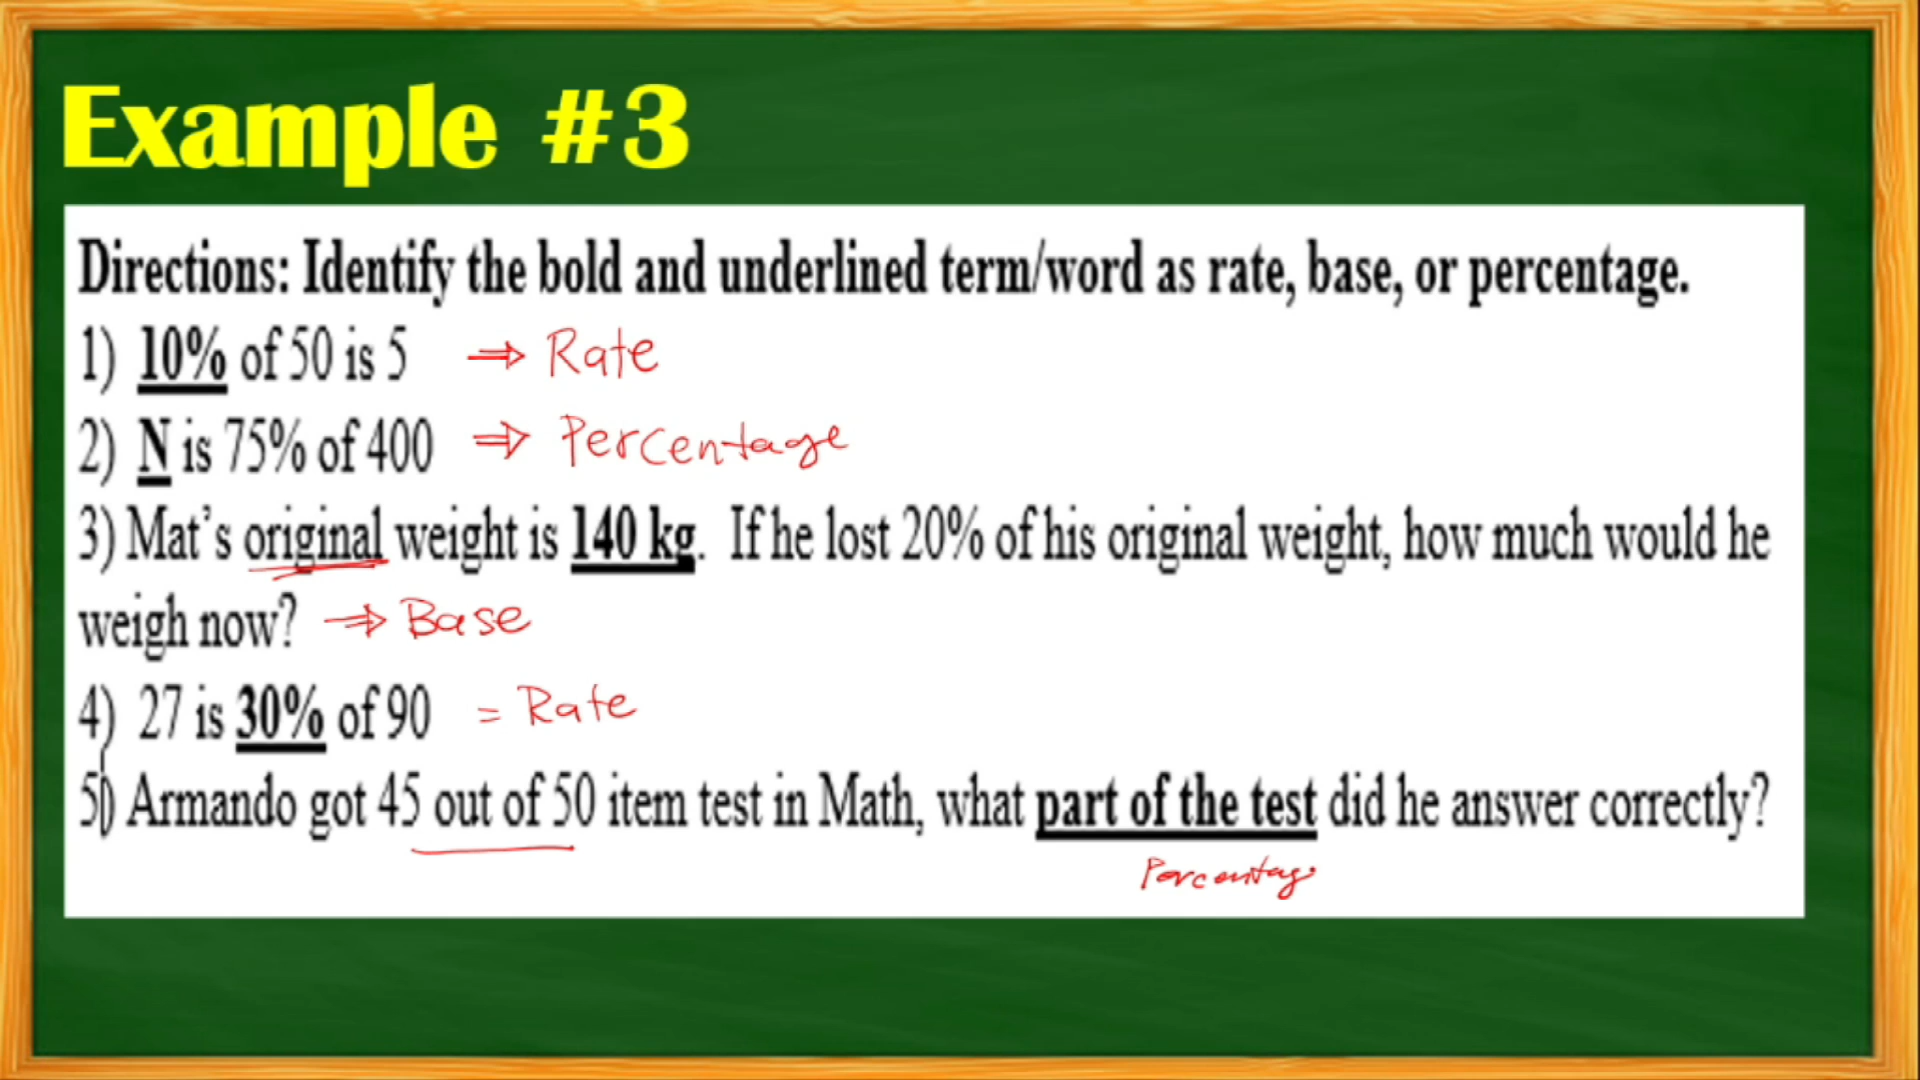 Example #3
Directions: Identify the bold and underlined term/word as rate, base, or percentage.
1) 10% of 50 is 5 ⇒ Rate
2) N is 75% of 400 ⇒ Percentage
3) Mat's original weight is 140 kg. If he lost 20% of his original weight, how much would he
weigh now? ⇒ Base
4) 27 is 30% of 90 = Rate
5) Armando got 45 out of 50 item test in Math, what part of the test did he answer correctly?
Percentage